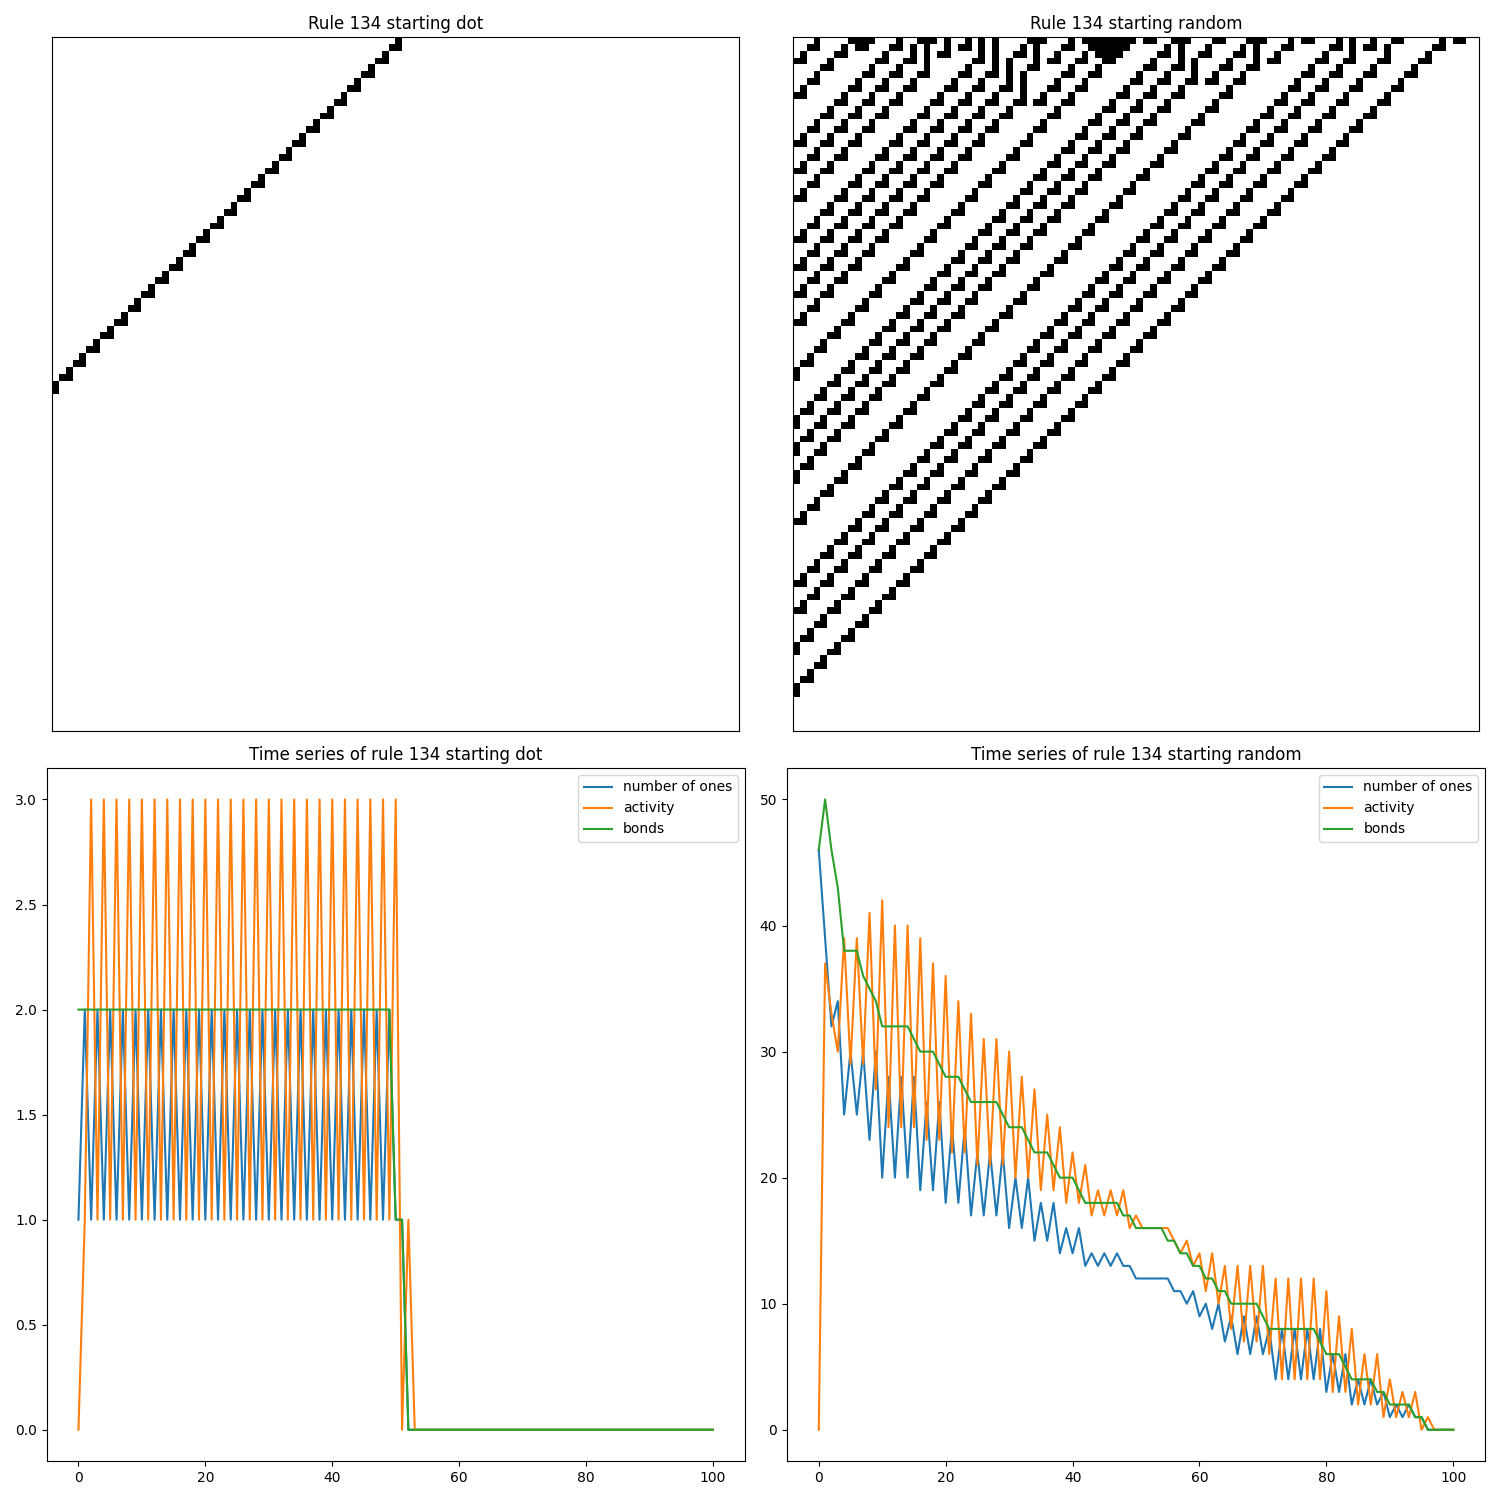 Rule 134 starting dot
Rule 134 starting random
Time series of rule 134 starting dot
number of ones
activity
bonds
3.0
2.5
2.0
1.5
1.0
0.5
0.0
0 20 40 60 80 100
Time series of rule 134 starting random
number of ones
activity
bonds
50
40
30
20
10
0
0 20 40 60 80 100